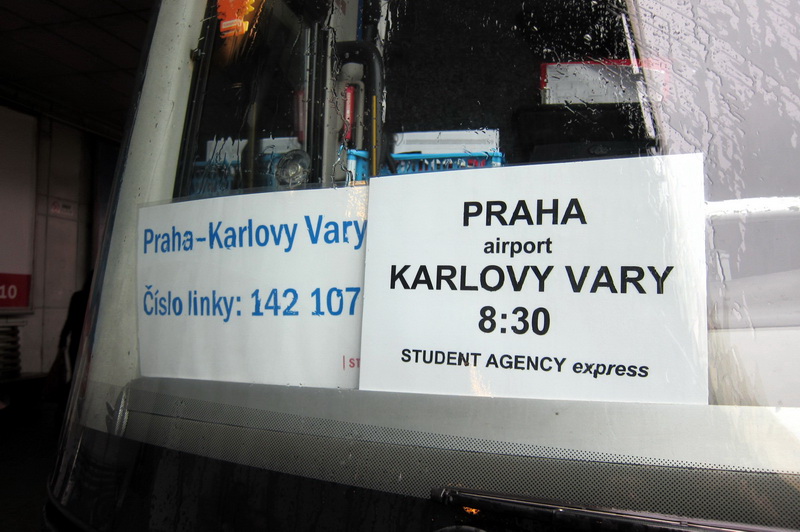 Praha–Karlovy Vary
Číslo linky: 142 107
PRAHA
airport
KARLOVY VARY
8:30
STUDENT AGENCY express
10